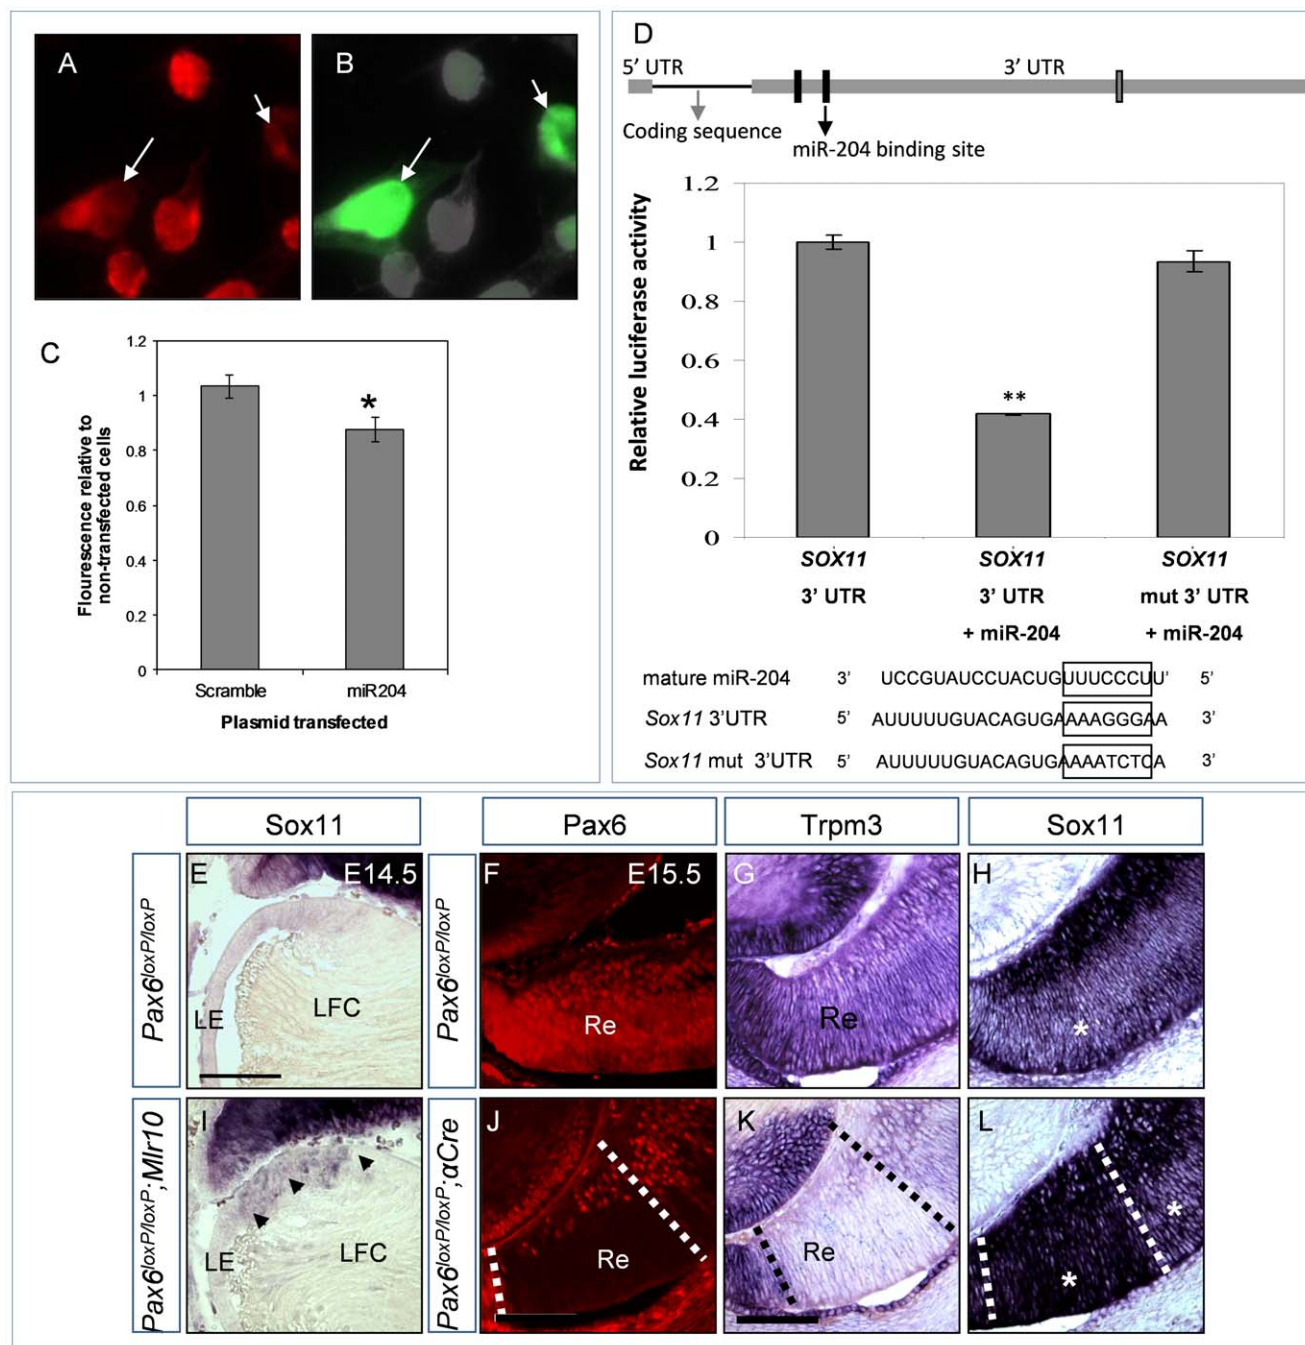 A
B
C
1.2
1
0.8
0.6
0.4
0.2
0
Flourescence relative to
non-transfected cells
*
Scramble
miR204
Plasmid transfected
D
5' UTR
3' UTR
Coding sequence
miR-204 binding site
1.2
1
0.8
0.6
0.4
0.2
0
Relative luciferase activity
**
SOX11
3' UTR
SOX11
3' UTR
+ miR-204
SOX11
mut 3' UTR
+ miR-204
mature miR-204 3' UCCGUAUCCUACUGUUUCCCUU' 5'
Sox11 3'UTR 5' AUUUUUGUACAGUGAAAAGGGAA 3'
Sox11 mut 3'UTR 5' AUUUUUGUACAGUGAAAATCTCA 3'
Sox11
Pax6
Trpm3
Sox11
Pax6loxP/loxP
E
E14.5
LE
LFC
Pax6loxP/loxP
F
E15.5
Re
G
Re
H
*
Pax6loxP/loxP;Mlr10
I
LE
LFC
Pax6loxP/loxP;αCre
J
Re
K
Re
L
*
*